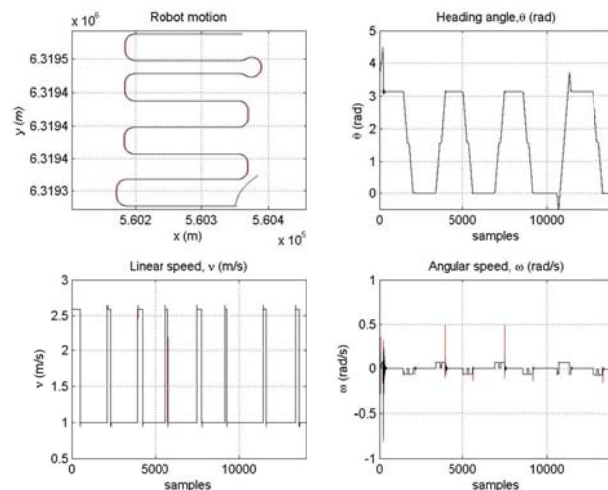 Robot motion
x 10⁶
6.3195
6.3194
6.3194
6.3194
6.3193
y (m)
5.602
5.603
5.604
x (m)
x 10⁵
Heading angle,θ (rad)
5
4
3
2
1
0
θ (rad)
0
5000
10000
samples
Linear speed, v (m/s)
3
2.5
2
1.5
1
0.5
v (m/s)
0
5000
10000
samples
Angular speed, ω (rad/s)
1
0.5
0
-0.5
-1
ω (rad/s)
0
5000
10000
samples